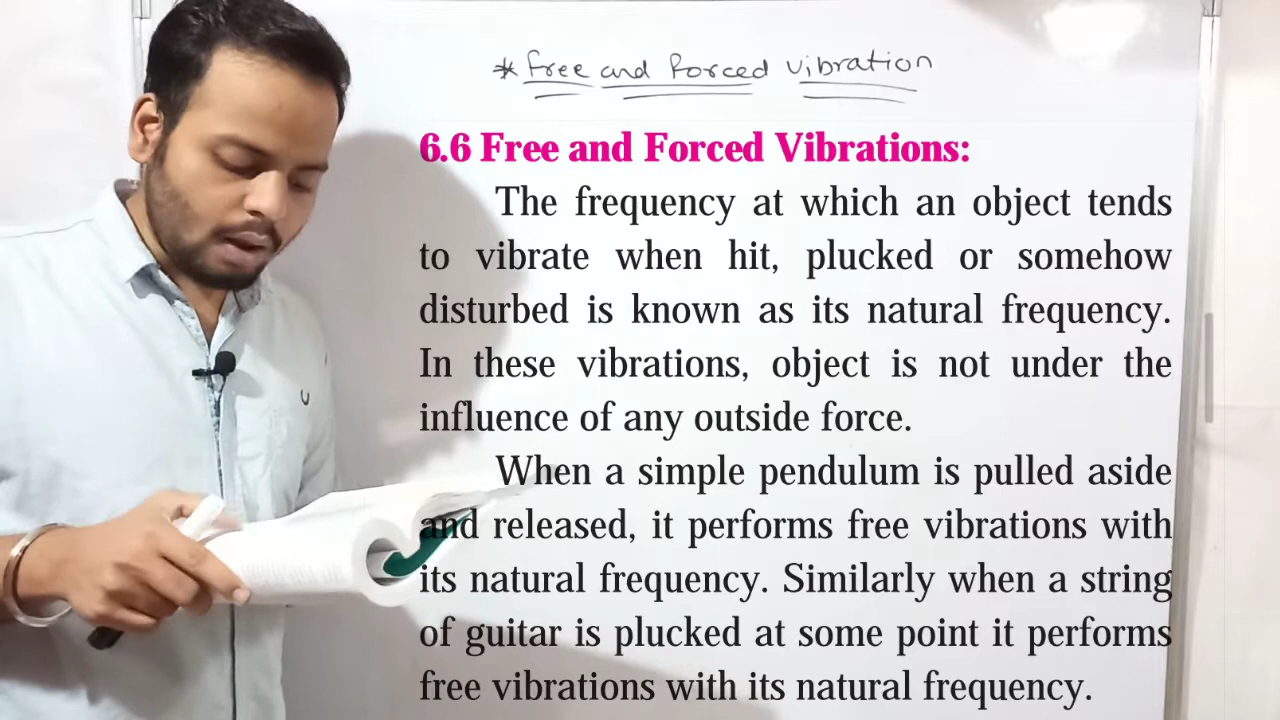 * free and forced vibration
6.6 Free and Forced Vibrations:
The frequency at which an object tends
to vibrate when hit, plucked or somehow
disturbed is known as its natural frequency.
In these vibrations, object is not under the
influence of any outside force.
When a simple pendulum is pulled aside
and released, it performs free vibrations with
its natural frequency. Similarly when a string
of guitar is plucked at some point it performs
free vibrations with its natural frequency.